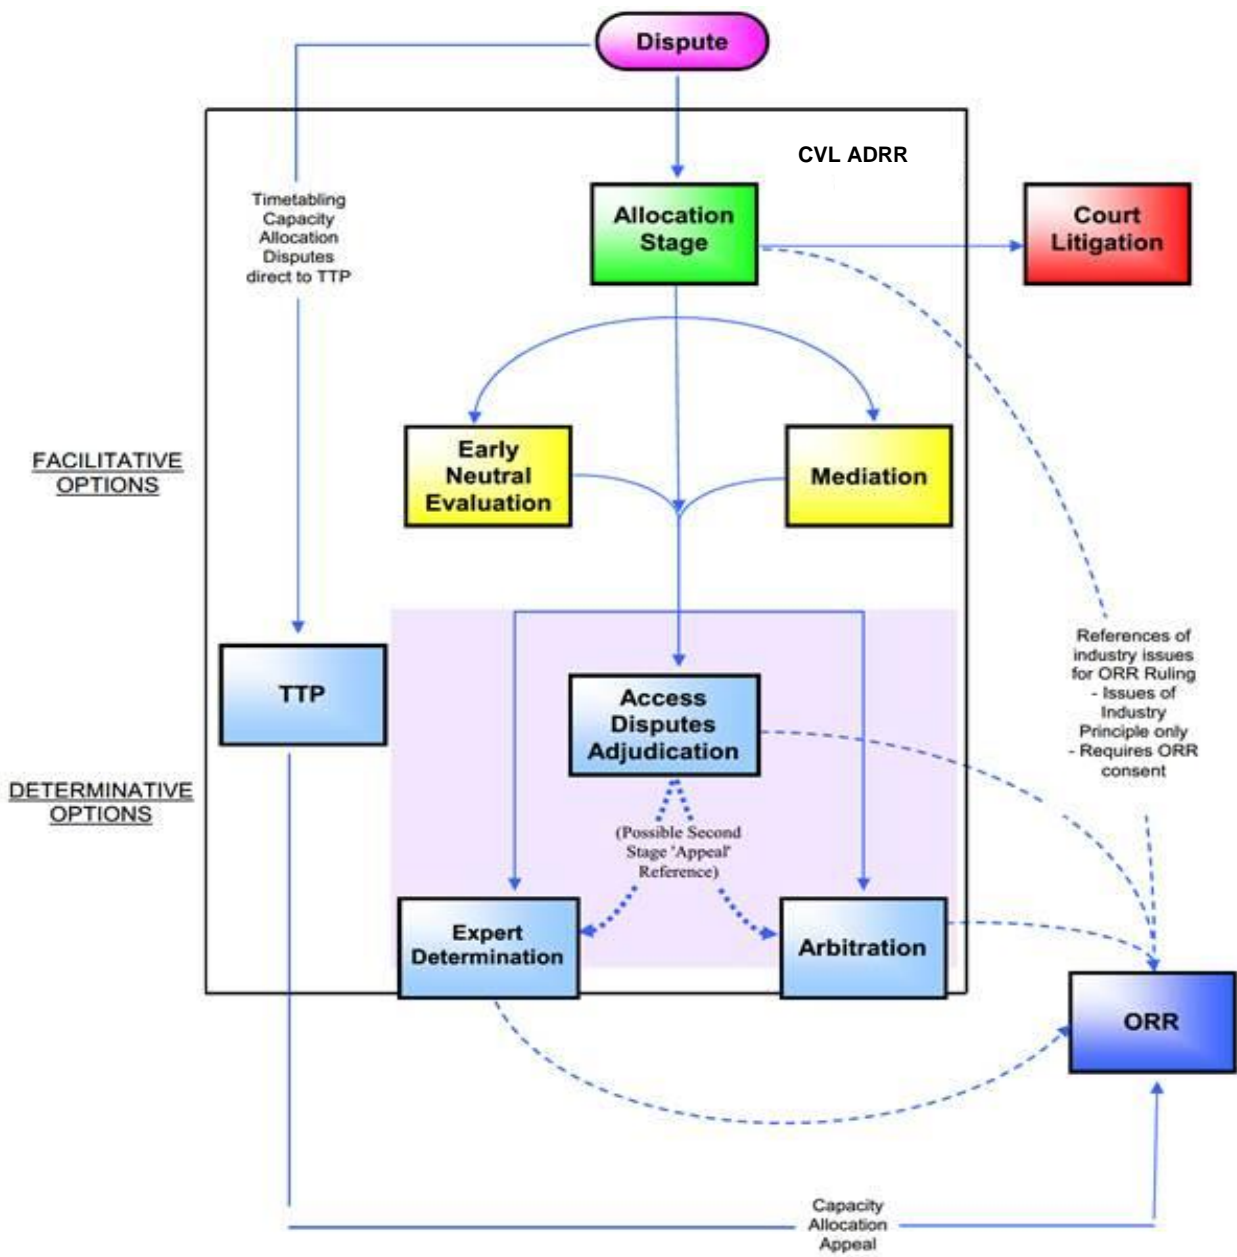 Dispute
CVL ADRR
Timetabling
Capacity
Allocation
Disputes
direct to TTP
Allocation
Stage
Court
Litigation
FACILITATIVE
OPTIONS
Early
Neutral
Evaluation
Mediation
References of
industry issues
for ORR Ruling
- Issues of
Industry
Principle only
- Requires ORR
consent
TTP
Access
Disputes
Adjudication
DETERMINATIVE
OPTIONS
(Possible Second
Stage 'Appeal'
Reference)
Expert
Determination
Arbitration
ORR
Capacity
Allocation
Appeal